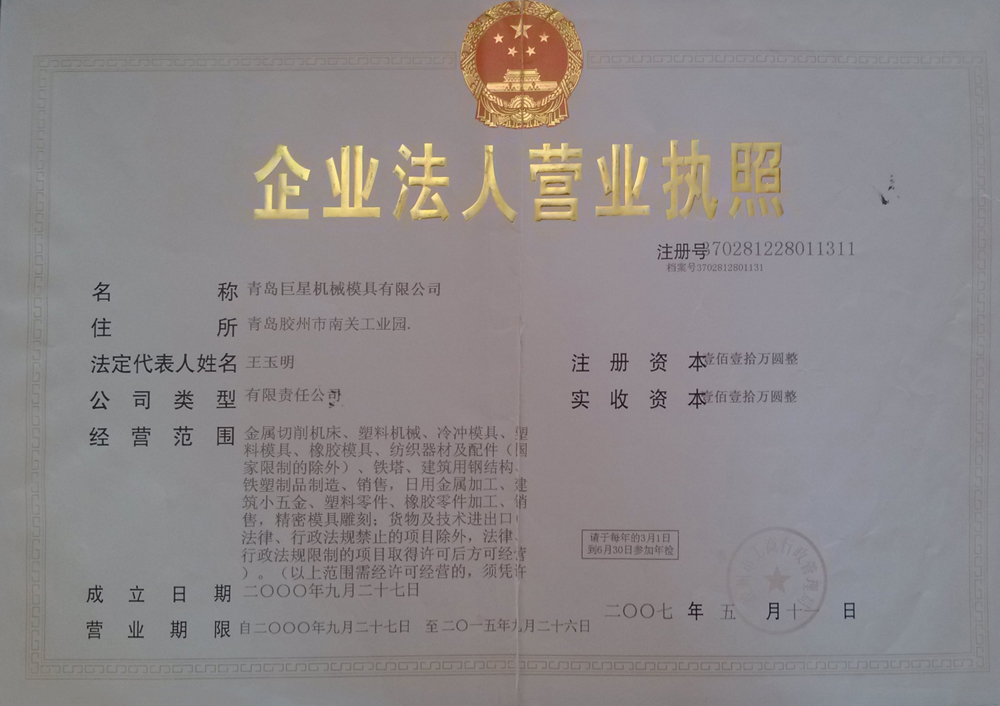 企业法人营业执照
注册号370281228011311
档案号3702812801131
名称 青岛巨星机械模具有限公司
住所 青岛胶州市南关工业园.
法定代表人姓名 王玉明
注册资本 壹佰壹拾万圆整
公司类型 有限责任公司
实收资本 壹佰壹拾万圆整
经营范围 金属切削机床、塑料机械、冷冲模具、塑
料模具、橡胶模具、纺织器材及配件（国
家限制的除外）、铁塔、建筑用钢结构、
铁塑制品制造、销售，日用金属加工、建
筑小五金、塑料零件、橡胶零件加工、销
售，精密模具雕刻；货物及技术进出口（
法律、行政法规禁止的项目除外，法律、
行政法规限制的项目取得许可后方可经营
）。（以上范围需经许可经营的，须凭许
请于每年的3月1日
到6月30日参加年检
成立日期 二〇〇〇年九月二十七日
营业期限 自二〇〇〇年九月二十七日 至二〇一五年九月二十六日
二〇〇七年五月十一日
工商行政管理